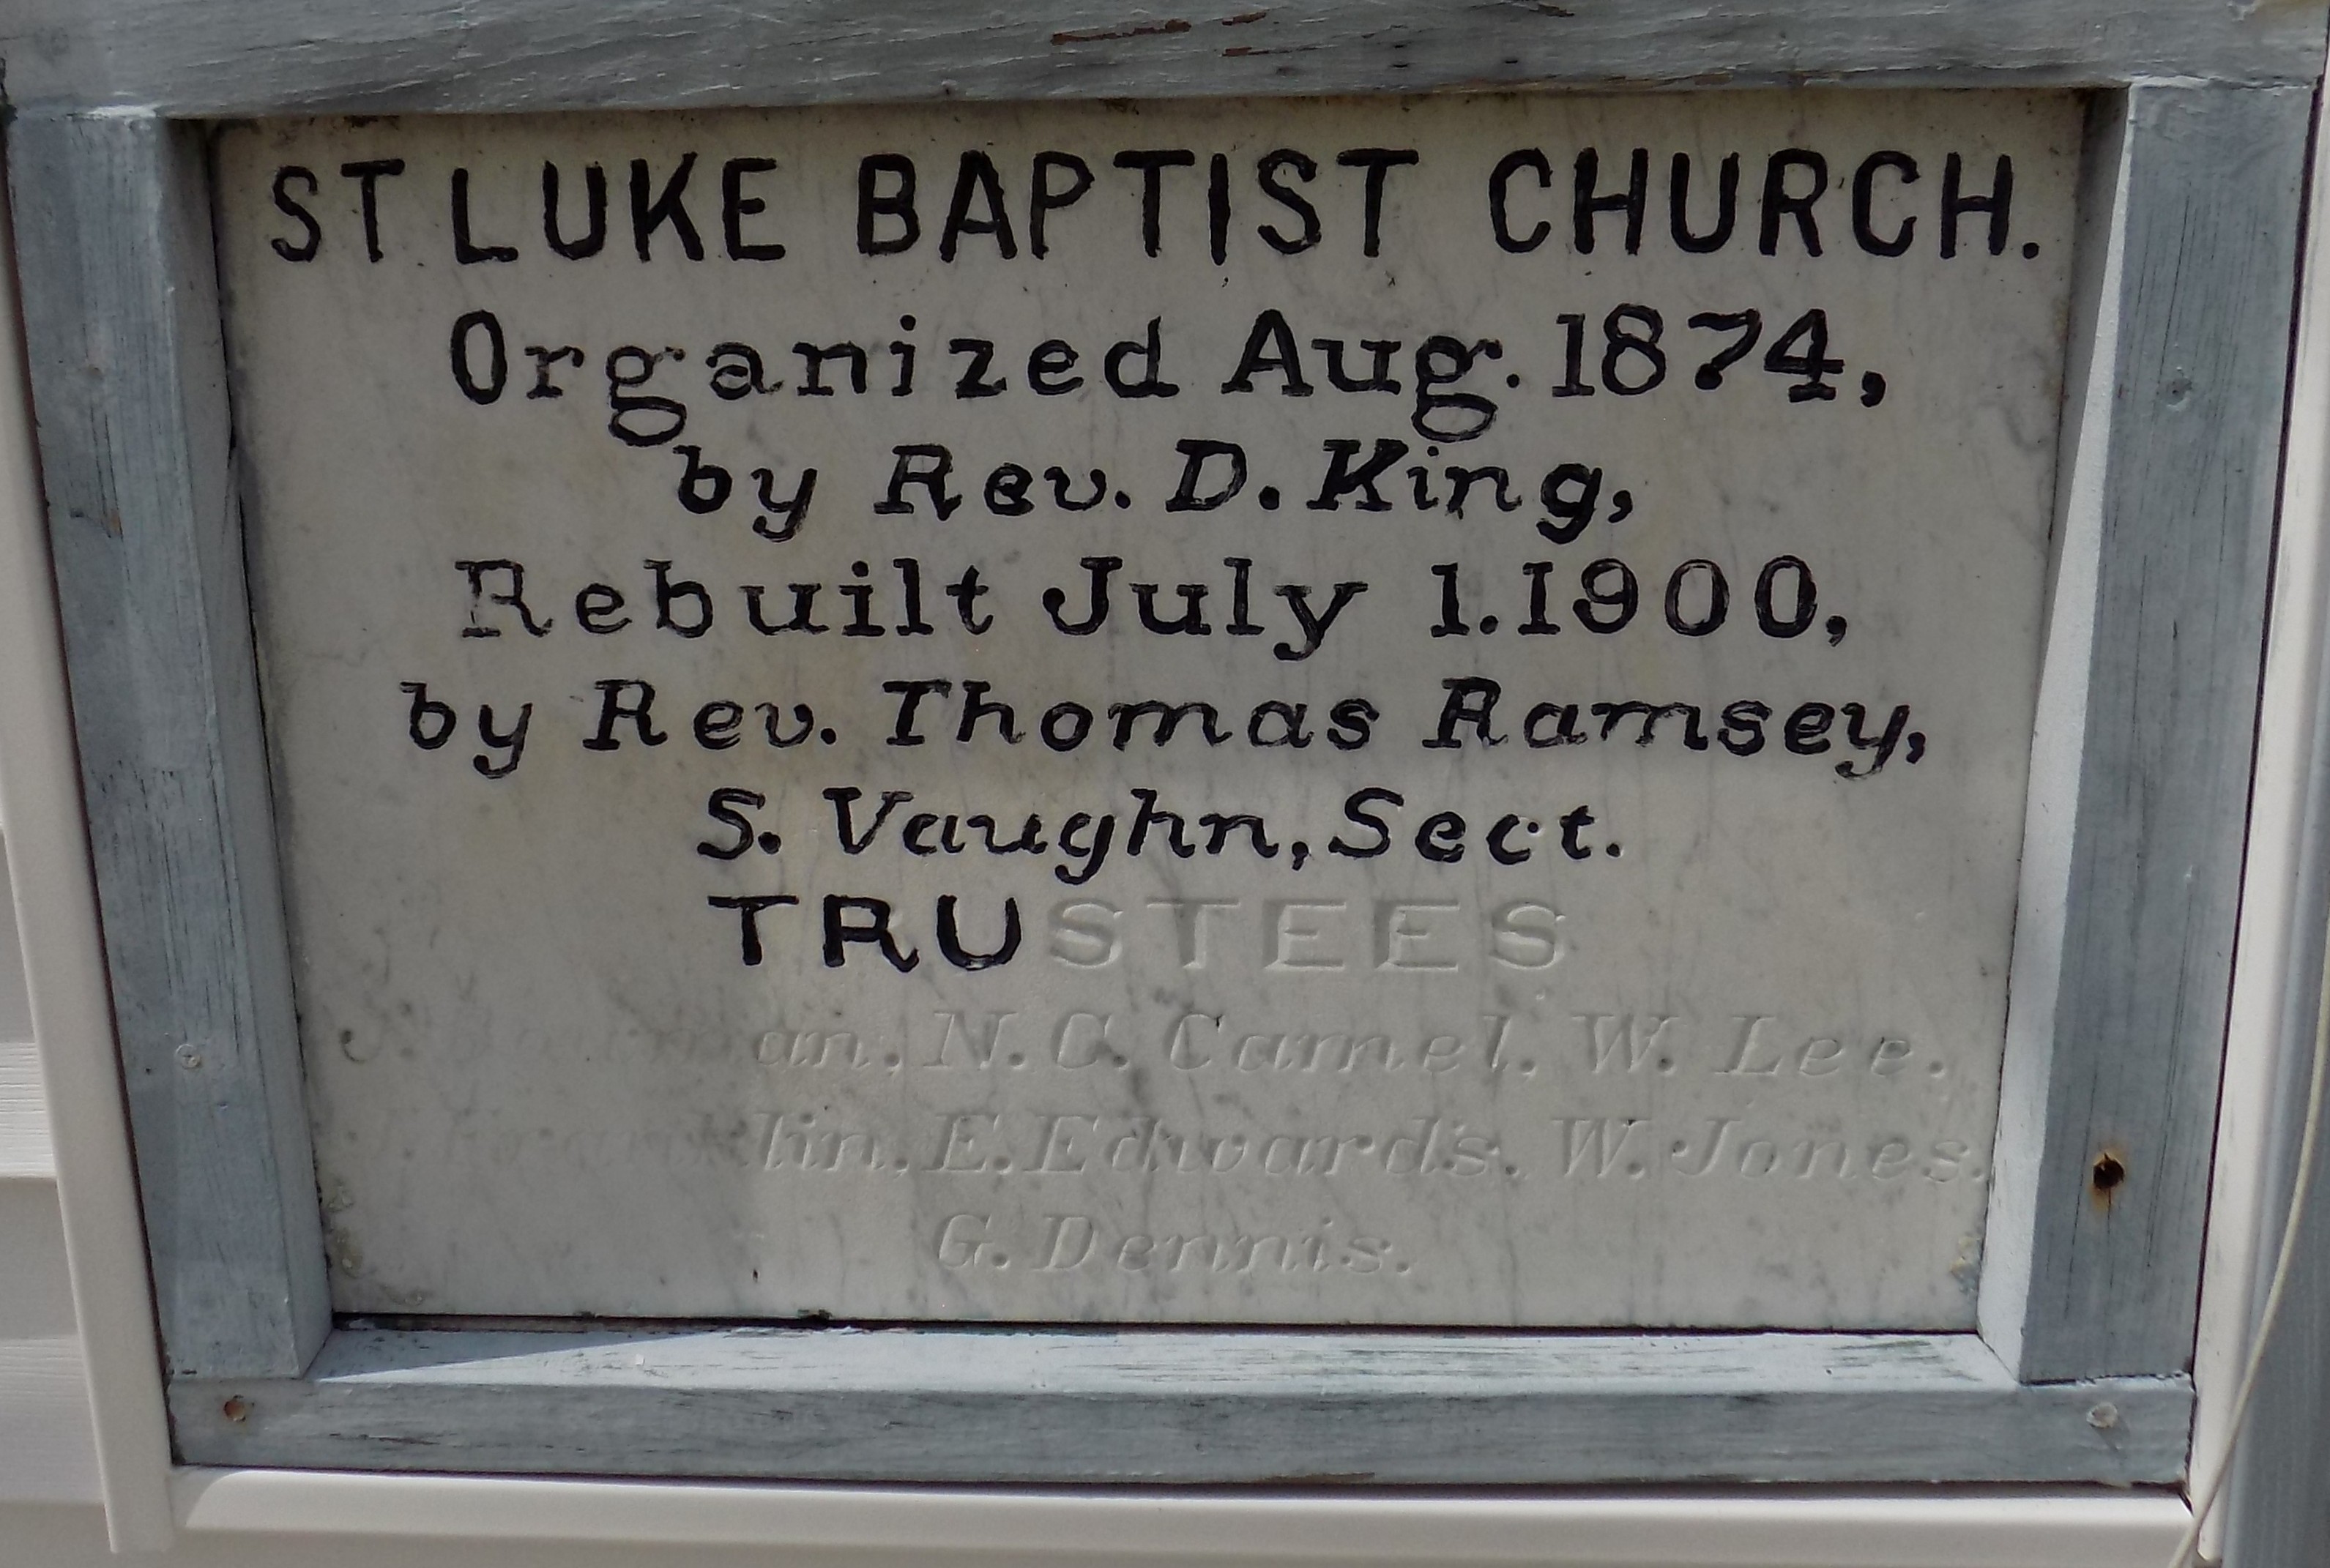 ST LUKE BAPTIST CHURCH.
Organized Aug. 1874,
by Rev. D. King,
Rebuilt July 1. 1900,
by Rev. Thomas Ramsey,
S. Vaughn, Sect.
TRUSTEES
J. N. C. Camel. W. Lee.
E. Edwards. W. Jones.
G. Dennis.